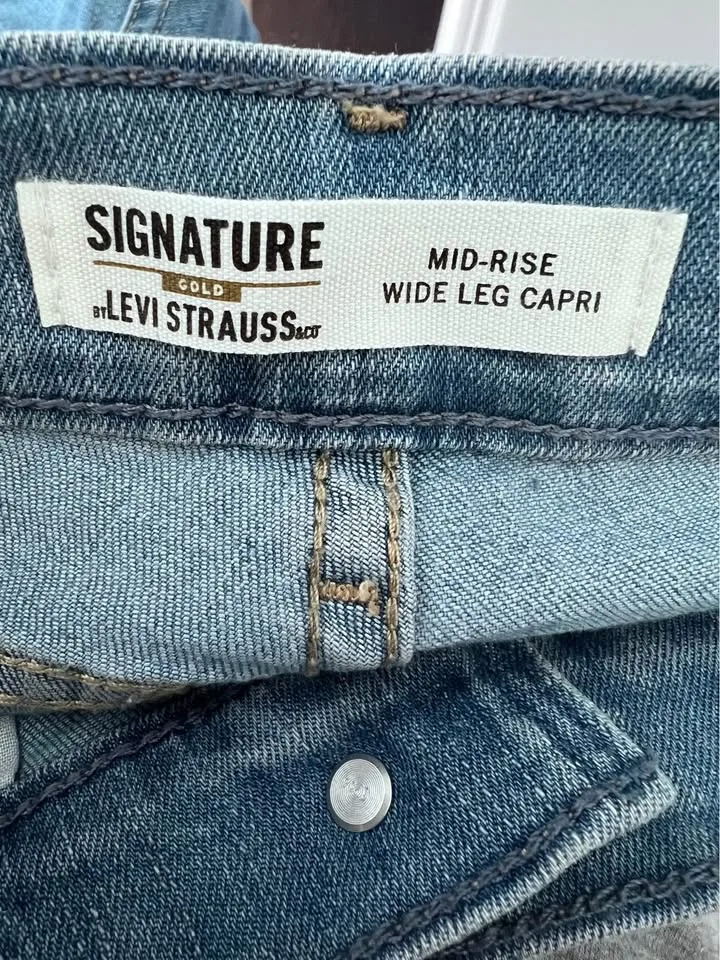 SIGNATURE
GOLD
BY LEVI STRAUSS & CO
MID-RISE
WIDE LEG CAPRI